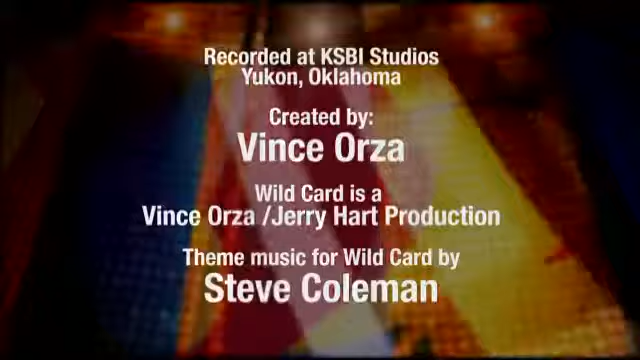 Recorded at KSBI Studios
Yukon, Oklahoma
Created by:
Vince Orza
Wild Card is a
Vince Orza /Jerry Hart Production
Theme music for Wild Card by
Steve Coleman